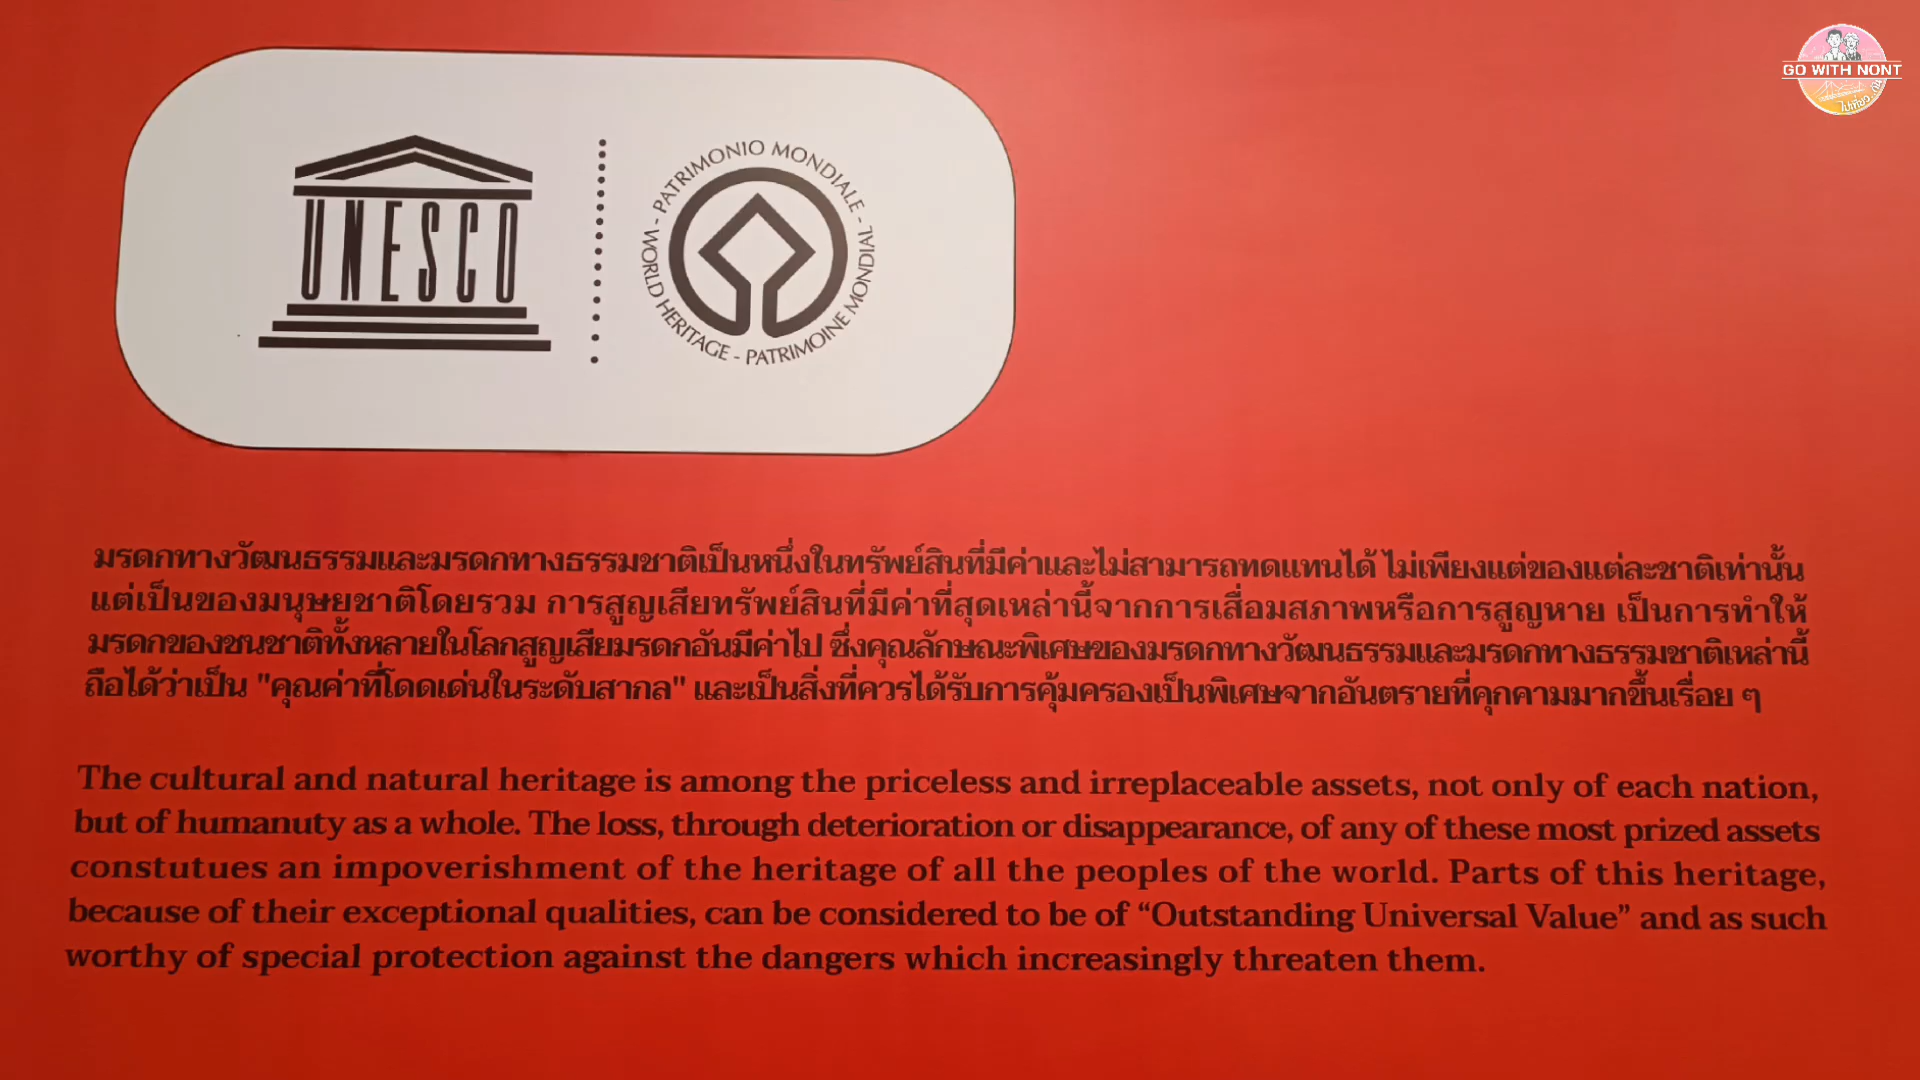 GO WITH NONT
ไปเที่ยว...กัน
UNESCO
WORLD HERITAGE - PATRIMONIO MONDIALE - PATRIMOINE MONDIAL
มรดกทางวัฒนธรรมและมรดกทางธรรมชาติเป็นหนึ่งในทรัพย์สินที่มีค่าและไม่สามารถทดแทนได้ ไม่เพียงแต่ของแต่ละชาติเท่านั้น
แต่เป็นของมนุษยชาติโดยรวม การสูญเสียทรัพย์สินที่มีค่าที่สุดเหล่านี้จากการเสื่อมสภาพหรือการสูญหาย เป็นการทำให้
มรดกของชนชาติทั้งหลายในโลกสูญเสียมรดกอันมีค่าไป ซึ่งคุณลักษณะพิเศษของมรดกทางวัฒนธรรมและมรดกทางธรรมชาติเหล่านี้
ถือได้ว่าเป็น "คุณค่าที่โดดเด่นในระดับสากล" และเป็นสิ่งที่ควรได้รับการคุ้มครองเป็นพิเศษจากอันตรายที่คุกคามมากขึ้นเรื่อย ๆ
The cultural and natural heritage is among the priceless and irreplaceable assets, not only of each nation,
but of humanuty as a whole. The loss, through deterioration or disappearance, of any of these most prized assets
constutues an impoverishment of the heritage of all the peoples of the world. Parts of this heritage,
because of their exceptional qualities, can be considered to be of “Outstanding Universal Value” and as such
worthy of special protection against the dangers which increasingly threaten them.